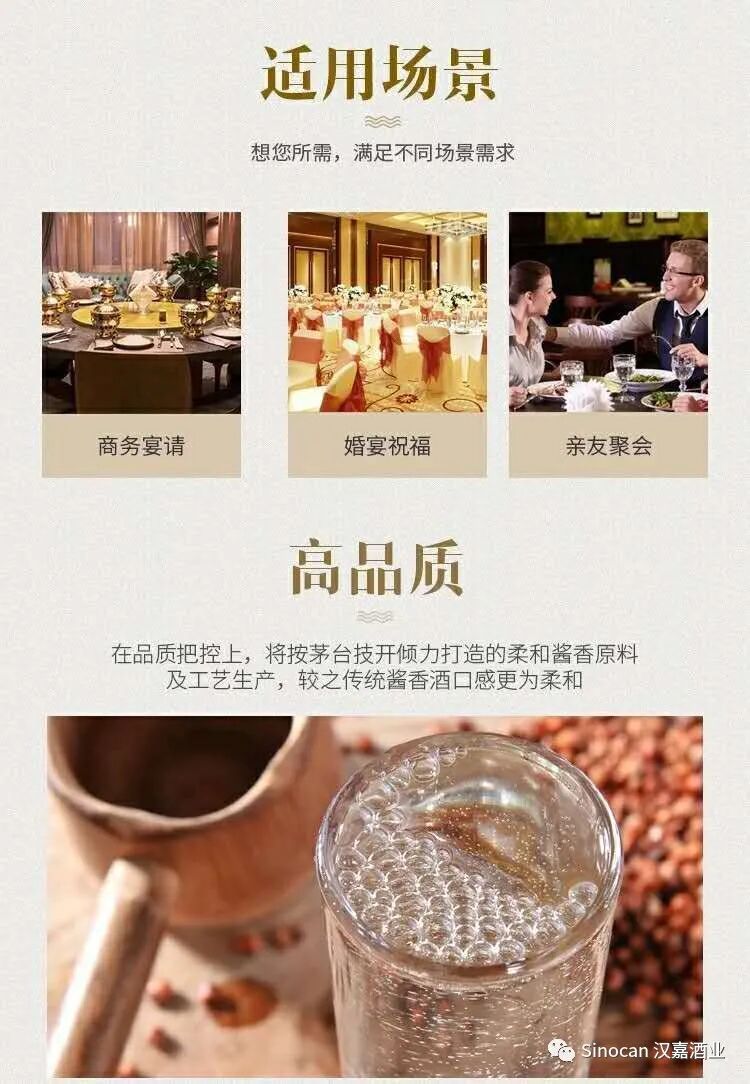 适用场景
想您所需，满足不同场景需求
商务宴请
婚宴祝福
亲友聚会
高品质
在品质把控上，将按茅台技开倾力打造的柔和酱香原料
及工艺生产，较之传统酱香酒口感更为柔和
Sinocan 汉嘉酒业